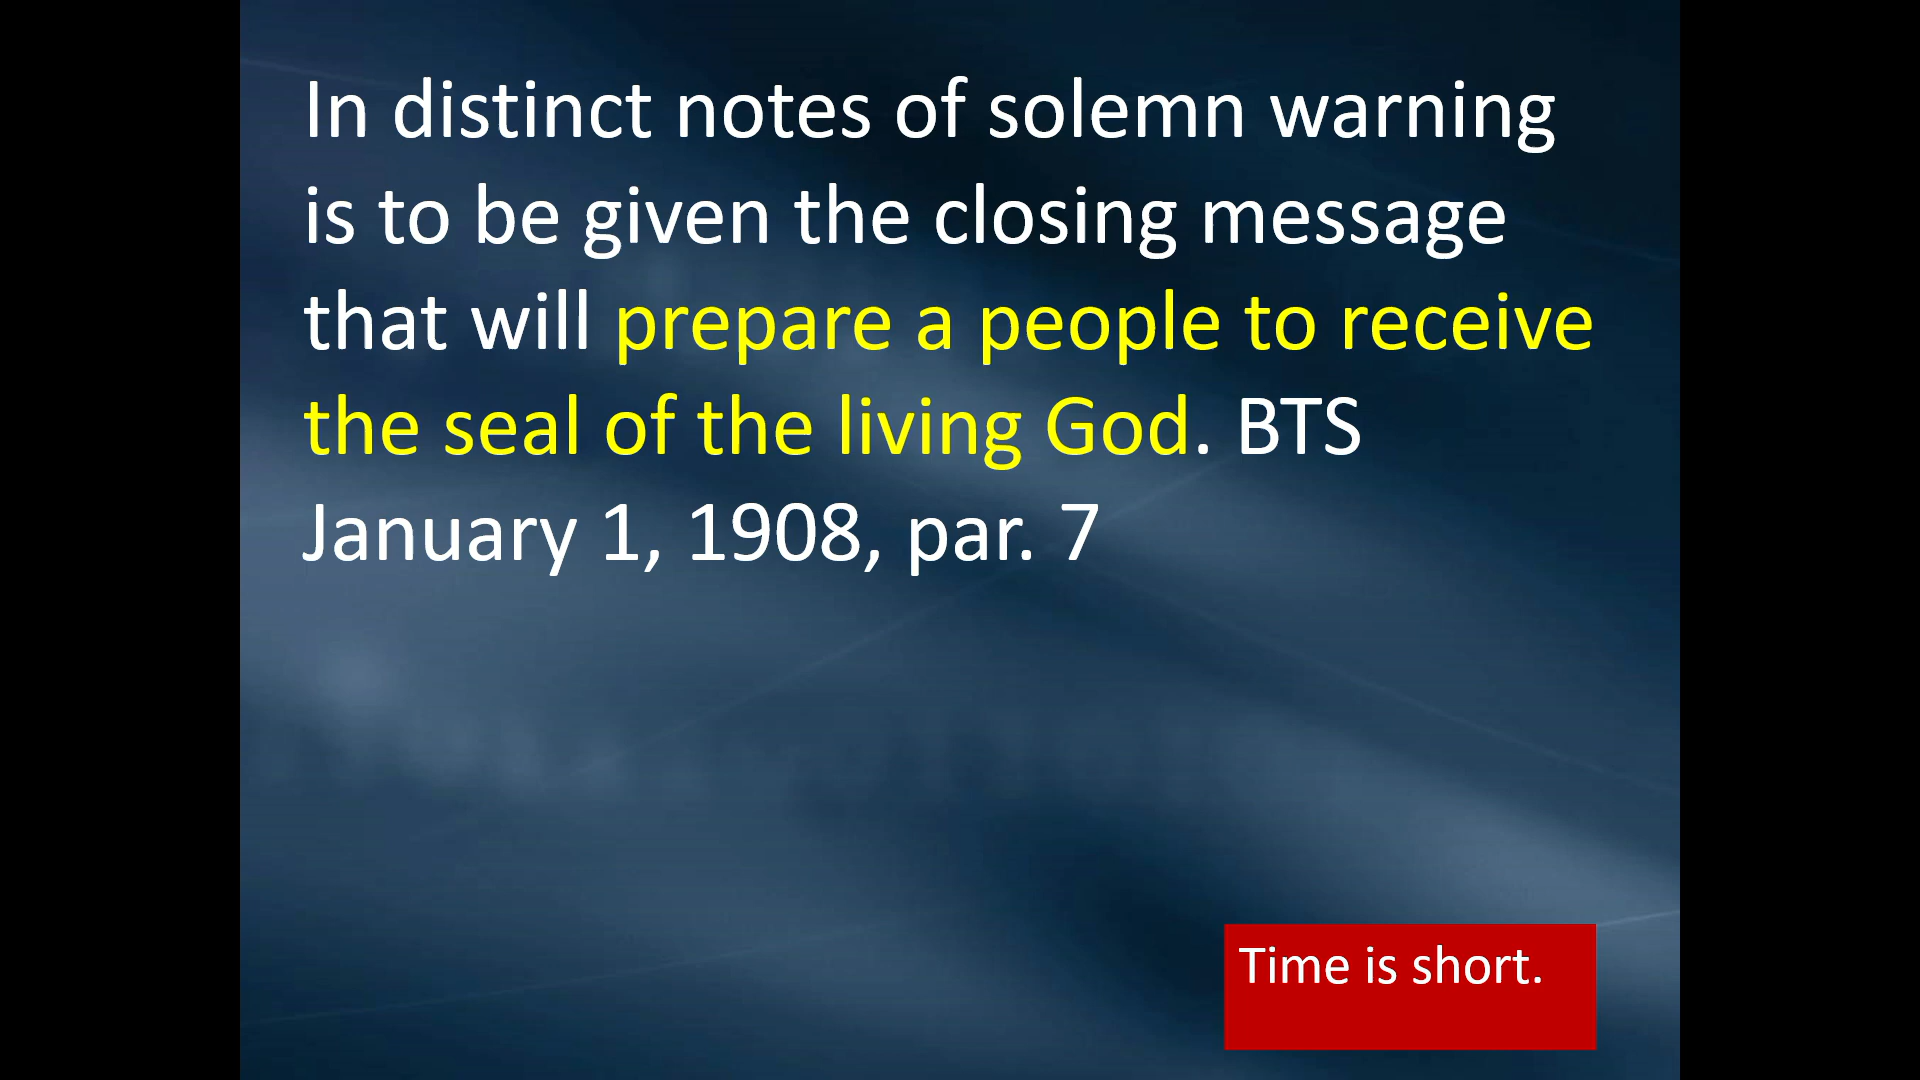 In distinct notes of solemn warning
is to be given the closing message
that will prepare a people to receive
the seal of the living God. BTS
January 1, 1908, par. 7
Time is short.